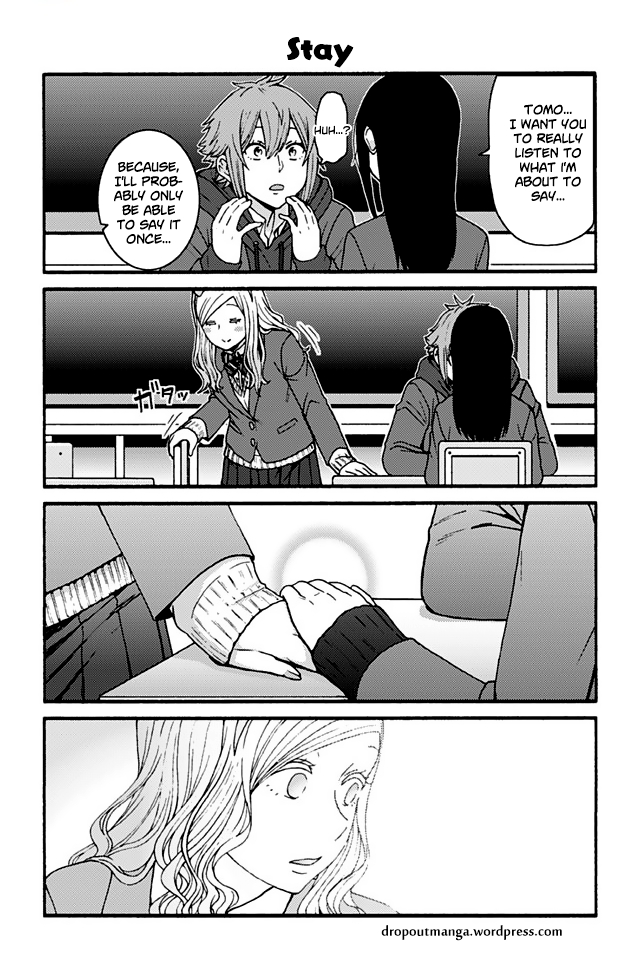 Stay
TOMO...
I WANT YOU
TO REALLY
LISTEN TO
WHAT I'M
ABOUT TO
SAY...
HUH...?
BECAUSE,
I'LL PROB-
ABLY ONLY
BE ABLE
TO SAY IT
ONCE...
ガタッ
dropoutmanga.wordpress.com